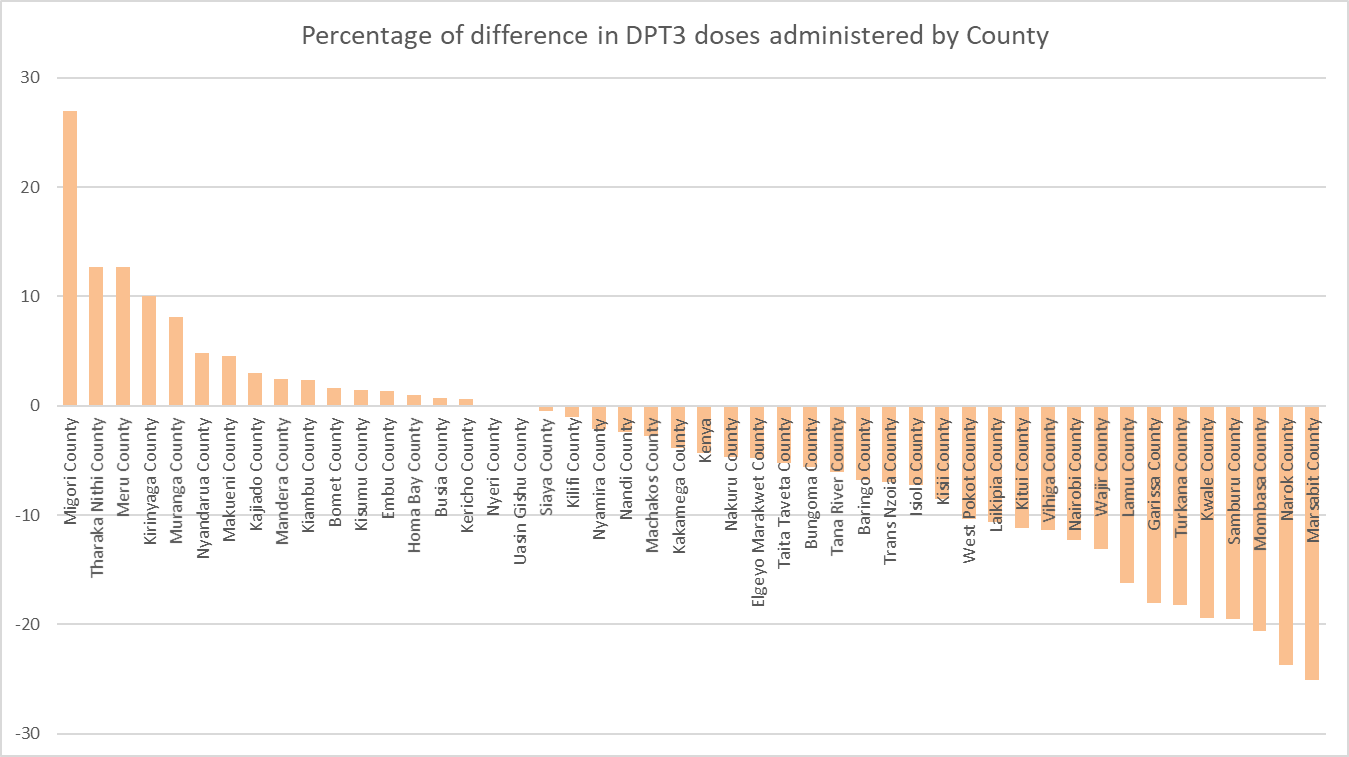 Percentage of difference in DPT3 doses administered by County
30
20
10
0
-10
-20
-30
Migori County
Tharaka Nithi County
Meru County
Kirinyaga County
Muranga County
Nyandarua County
Makueni County
Kajiado County
Mandera County
Kiambu County
Bomet County
Kisumu County
Embu County
Homa Bay County
Busia County
Kericho County
Nyeri County
Uasin Gishu County
Siaya County
Kilifi County
Nyamira County
Nandi County
Machakos County
Kakamega County
Kenya
Nakuru County
Elgeyo Marakwet County
Taita Taveta County
Bungoma County
Tana River County
Baringo County
Trans Nzoia County
Isiolo County
Kisii County
West Pokot County
Laikipia County
Kitui County
Vihiga County
Nairobi County
Wajir County
Lamu County
Garissa County
Turkana County
Kwale County
Samburu County
Mombasa County
Narok County
Marsabit County